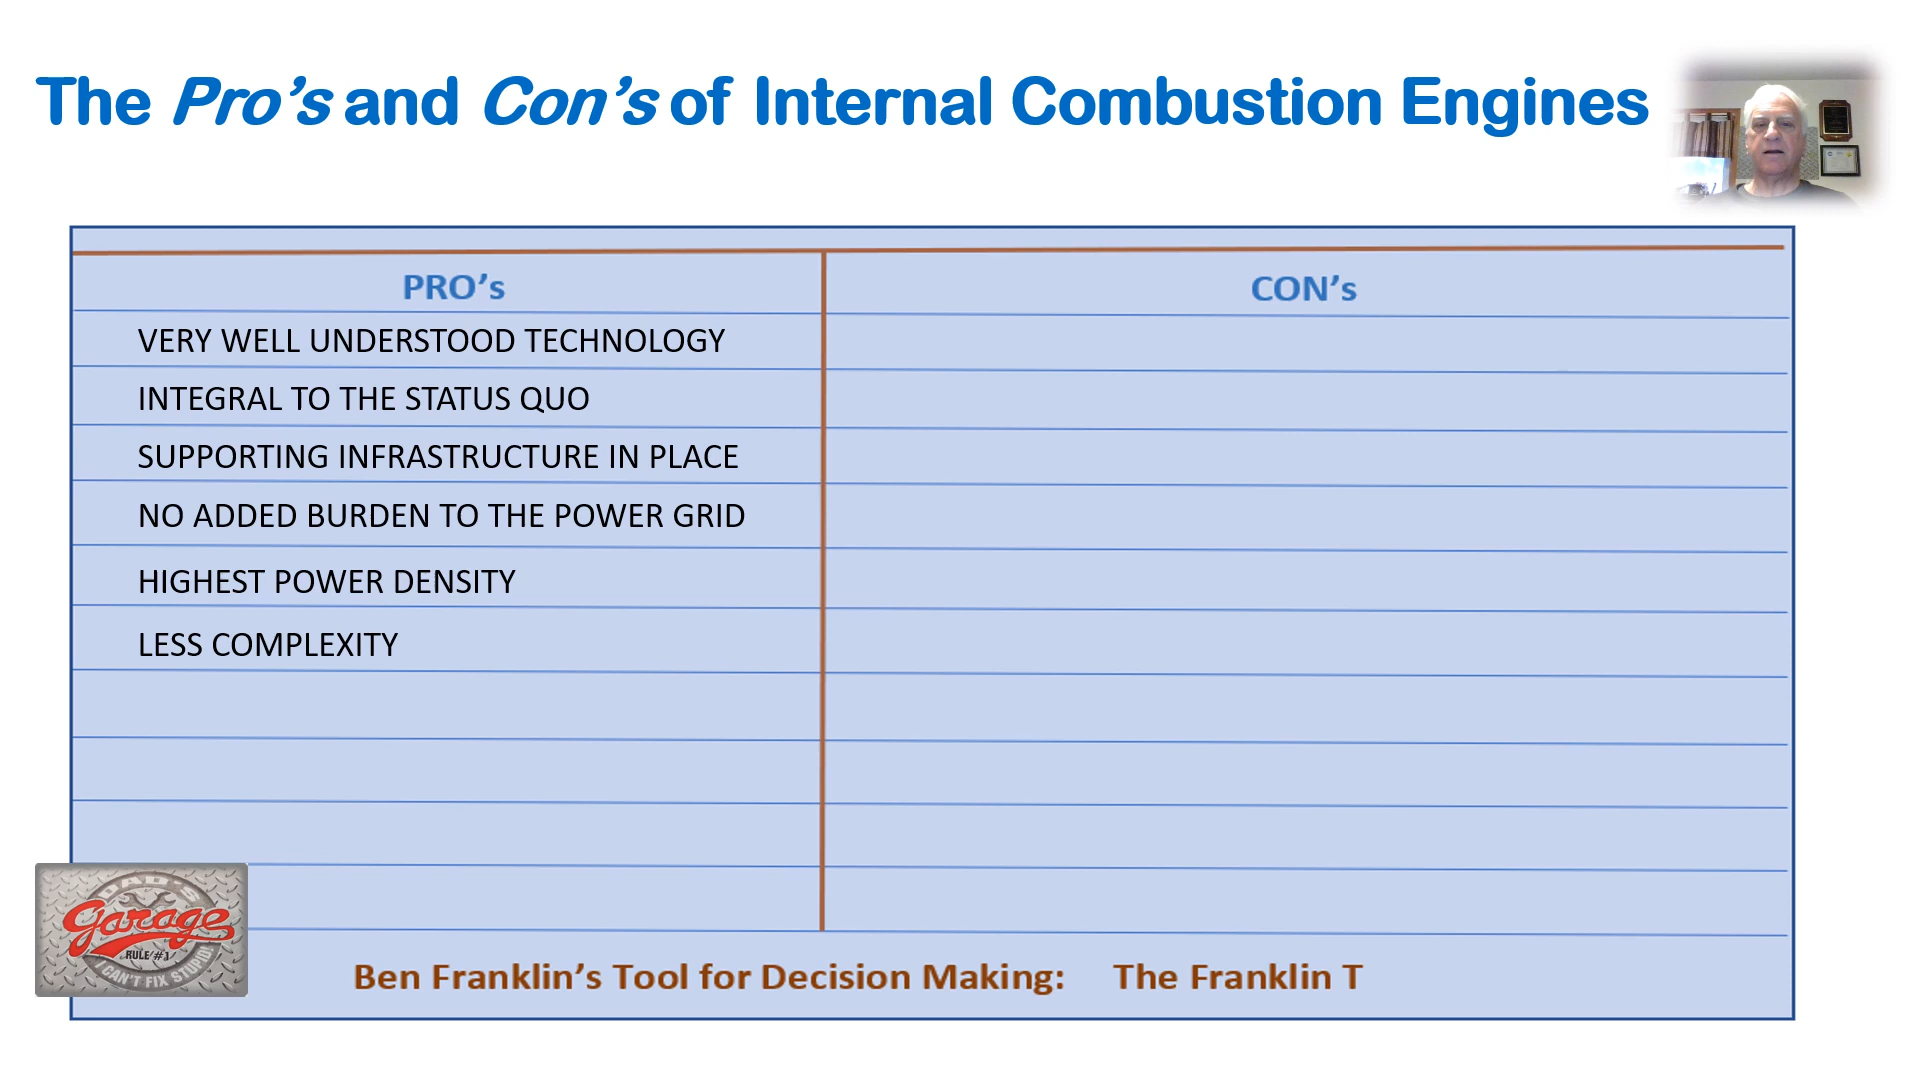 The Pro’s and Con’s of Internal Combustion Engines
PRO’s
CON’s
VERY WELL UNDERSTOOD TECHNOLOGY
INTEGRAL TO THE STATUS QUO
SUPPORTING INFRASTRUCTURE IN PLACE
NO ADDED BURDEN TO THE POWER GRID
HIGHEST POWER DENSITY
LESS COMPLEXITY
DAD'S
Garage
RULE #1
I CAN'T FIX STUPID!
Ben Franklin’s Tool for Decision Making: The Franklin T